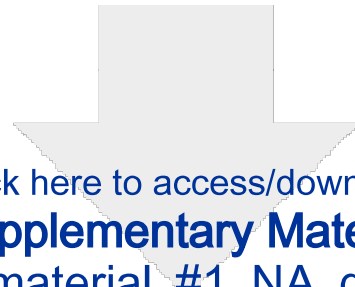 ck here to access/down
pplementary Mate
material, #1, NA, c